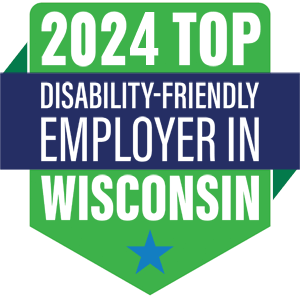 2024 TOP
DISABILITY-FRIENDLY
EMPLOYER IN
WISCONSIN